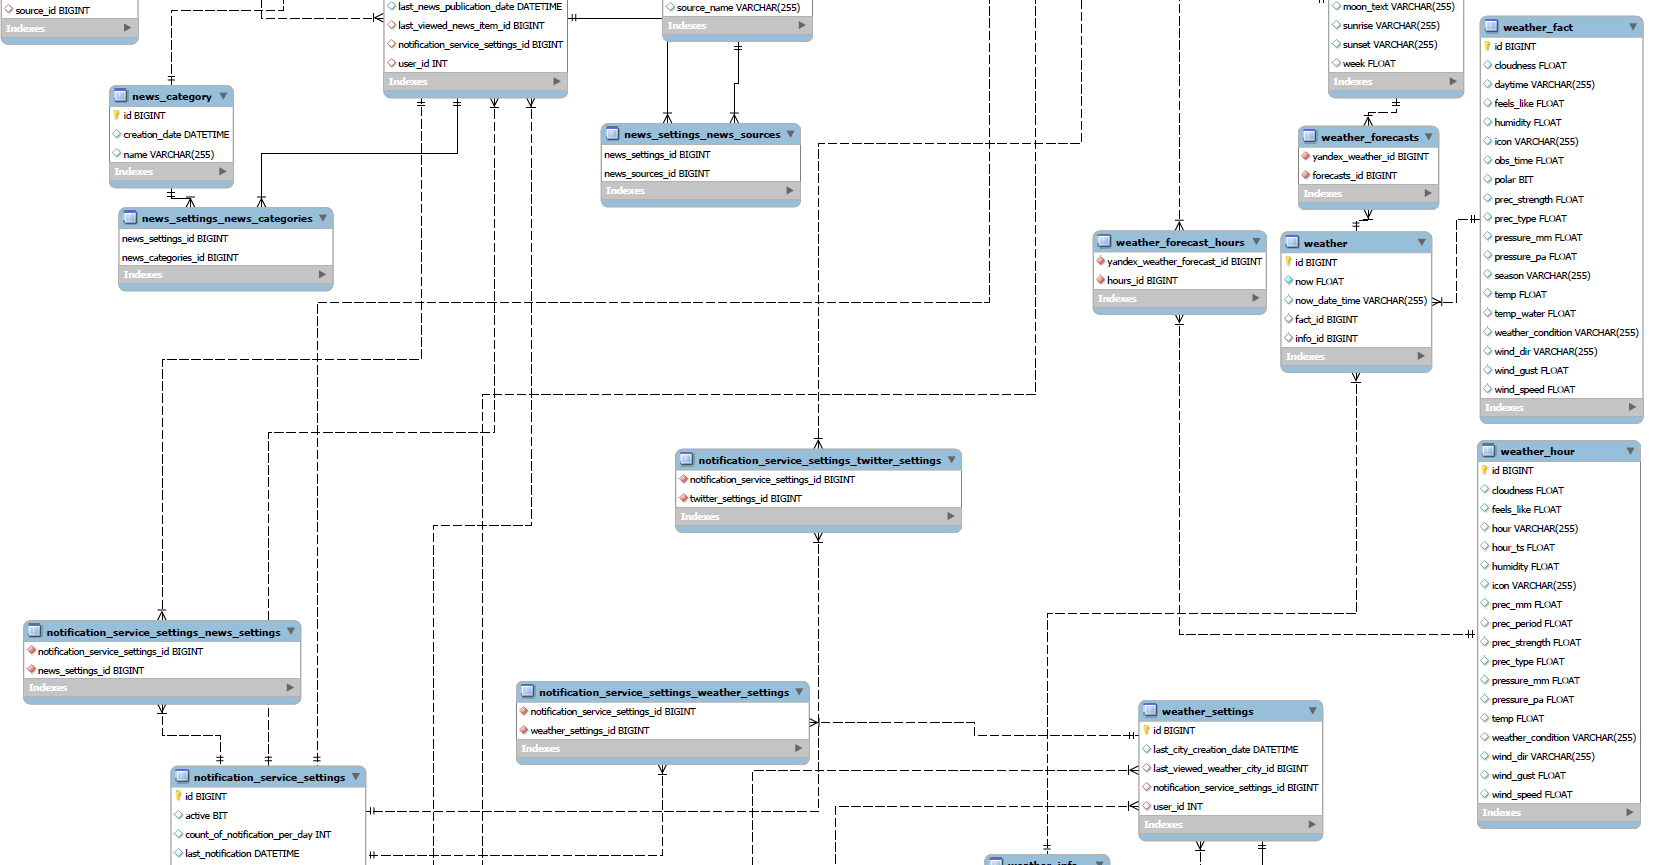 source_id BIGINT
Indexes
last_news_publication_date DATETIME
last_viewed_news_item_id BIGINT
notification_service_settings_id BIGINT
user_id INT
Indexes
source_name VARCHAR(255)
Indexes
moon_text VARCHAR(255)
sunrise VARCHAR(255)
sunset VARCHAR(255)
week FLOAT
Indexes
weather_fact
id BIGINT
cloudness FLOAT
daytime VARCHAR(255)
feels_like FLOAT
humidity FLOAT
icon VARCHAR(255)
obs_time FLOAT
polar BIT
prec_strength FLOAT
prec_type FLOAT
pressure_mm FLOAT
pressure_pa FLOAT
season VARCHAR(255)
temp FLOAT
temp_water FLOAT
weather_condition VARCHAR(255)
wind_dir VARCHAR(255)
wind_gust FLOAT
wind_speed FLOAT
Indexes
news_category
id BIGINT
creation_date DATETIME
name VARCHAR(255)
Indexes
news_settings_news_sources
news_settings_id BIGINT
news_sources_id BIGINT
Indexes
weather_forecasts
yandex_weather_id BIGINT
forecasts_id BIGINT
Indexes
news_settings_news_categories
news_settings_id BIGINT
news_categories_id BIGINT
Indexes
weather_forecast_hours
yandex_weather_forecast_id BIGINT
hours_id BIGINT
Indexes
weather
id BIGINT
now FLOAT
now_date_time VARCHAR(255)
fact_id BIGINT
info_id BIGINT
Indexes
notification_service_settings_twitter_settings
notification_service_settings_id BIGINT
twitter_settings_id BIGINT
Indexes
weather_hour
id BIGINT
cloudness FLOAT
feels_like FLOAT
hour VARCHAR(255)
hour_ts FLOAT
humidity FLOAT
icon VARCHAR(255)
prec_mm FLOAT
prec_period FLOAT
prec_strength FLOAT
prec_type FLOAT
pressure_mm FLOAT
pressure_pa FLOAT
temp FLOAT
weather_condition VARCHAR(255)
wind_dir VARCHAR(255)
wind_gust FLOAT
wind_speed FLOAT
Indexes
notification_service_settings_news_settings
notification_service_settings_id BIGINT
news_settings_id BIGINT
Indexes
notification_service_settings_weather_settings
notification_service_settings_id BIGINT
weather_settings_id BIGINT
Indexes
weather_settings
id BIGINT
last_city_creation_date DATETIME
last_viewed_weather_city_id BIGINT
notification_service_settings_id BIGINT
user_id INT
Indexes
notification_service_settings
id BIGINT
active BIT
count_of_notification_per_day INT
last_notification DATETIME
weather_info